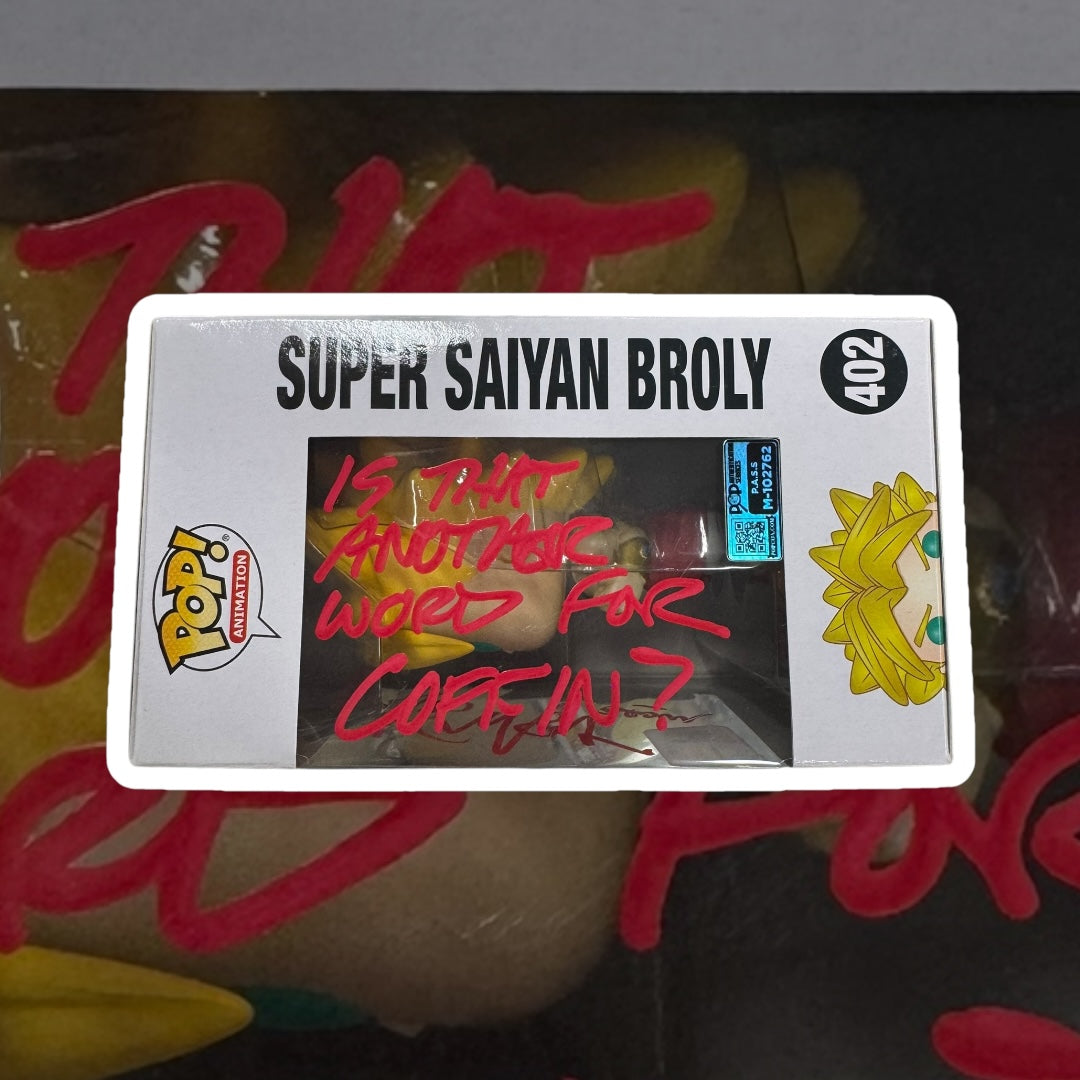 SUPER SAIYAN BROLY
402
IS THAT
ANOTHER
WORD FOR
COFFIN?
POP!®
ANIMATION
P.A.S.S
M-102762